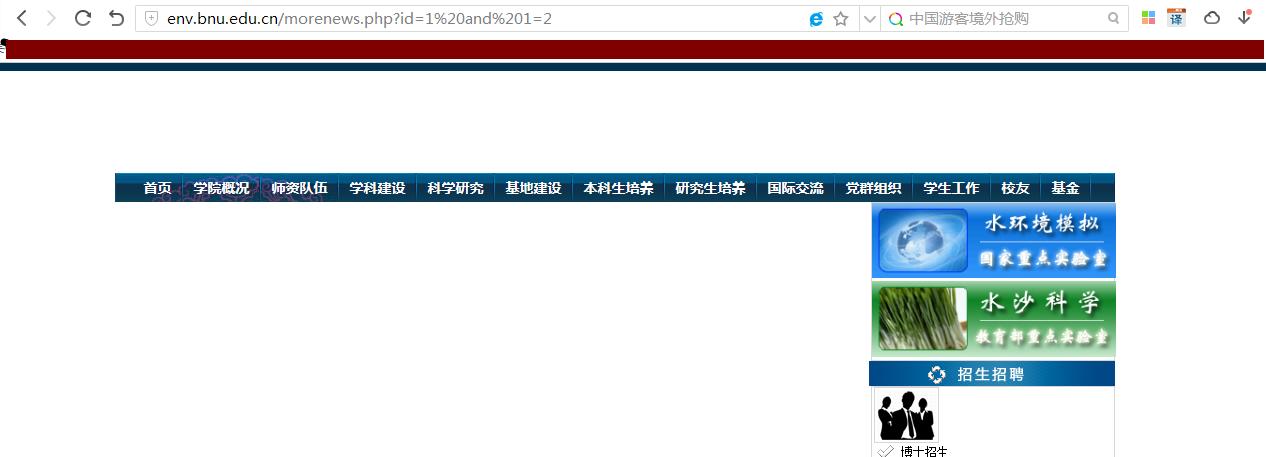 env.bnu.edu.cn/morenews.php?id=1%20and%201=2
中国游客境外抢购
译
首页 学院概况 师资队伍 学科建设 科学研究 基地建设 本科生培养 研究生培养 国际交流 党群组织 学生工作 校友 基金
水环境模拟
国家重点实验室
水沙科学
教育部重点实验室
招生招聘
博士招生